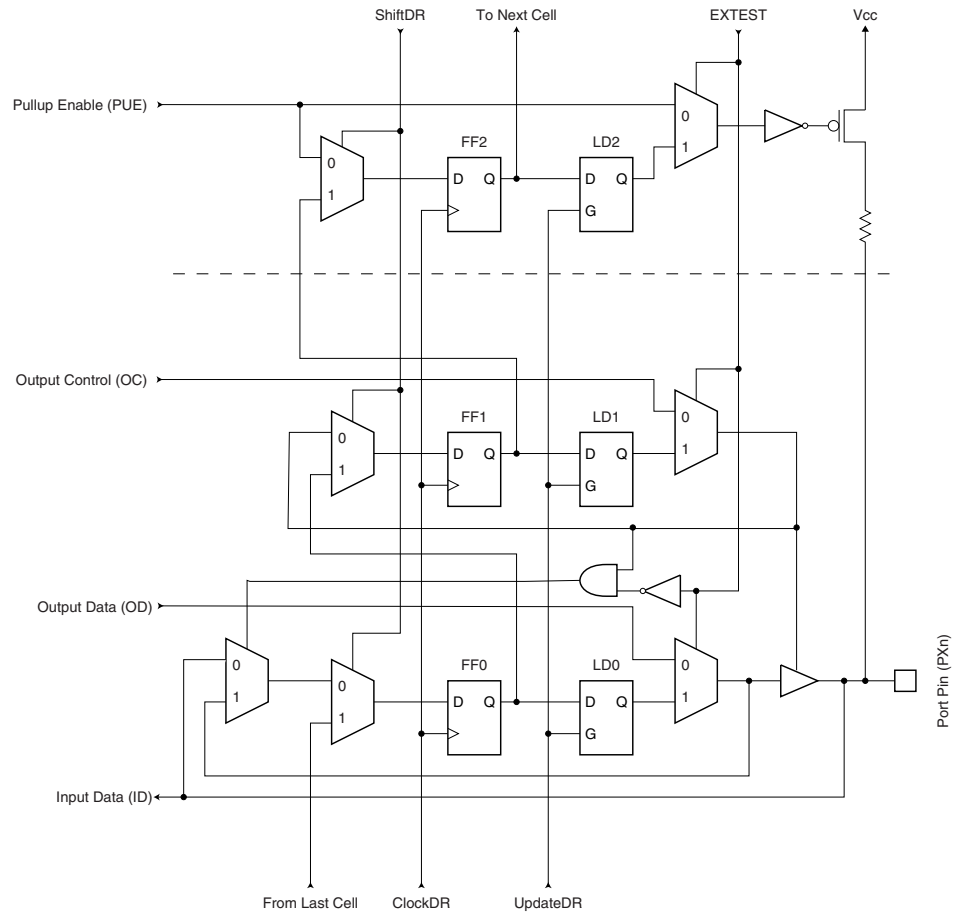 ShiftDR
To Next Cell
EXTEST
Vcc
Pullup Enable (PUE)
0
1
FF2
D Q
LD2
D Q
G
0
1
Output Control (OC)
0
1
FF1
D Q
LD1
D Q
G
0
1
Output Data (OD)
0
1
0
1
FF0
D Q
LD0
D Q
G
0
1
Port Pin (PXn)
Input Data (ID)
From Last Cell
ClockDR
UpdateDR